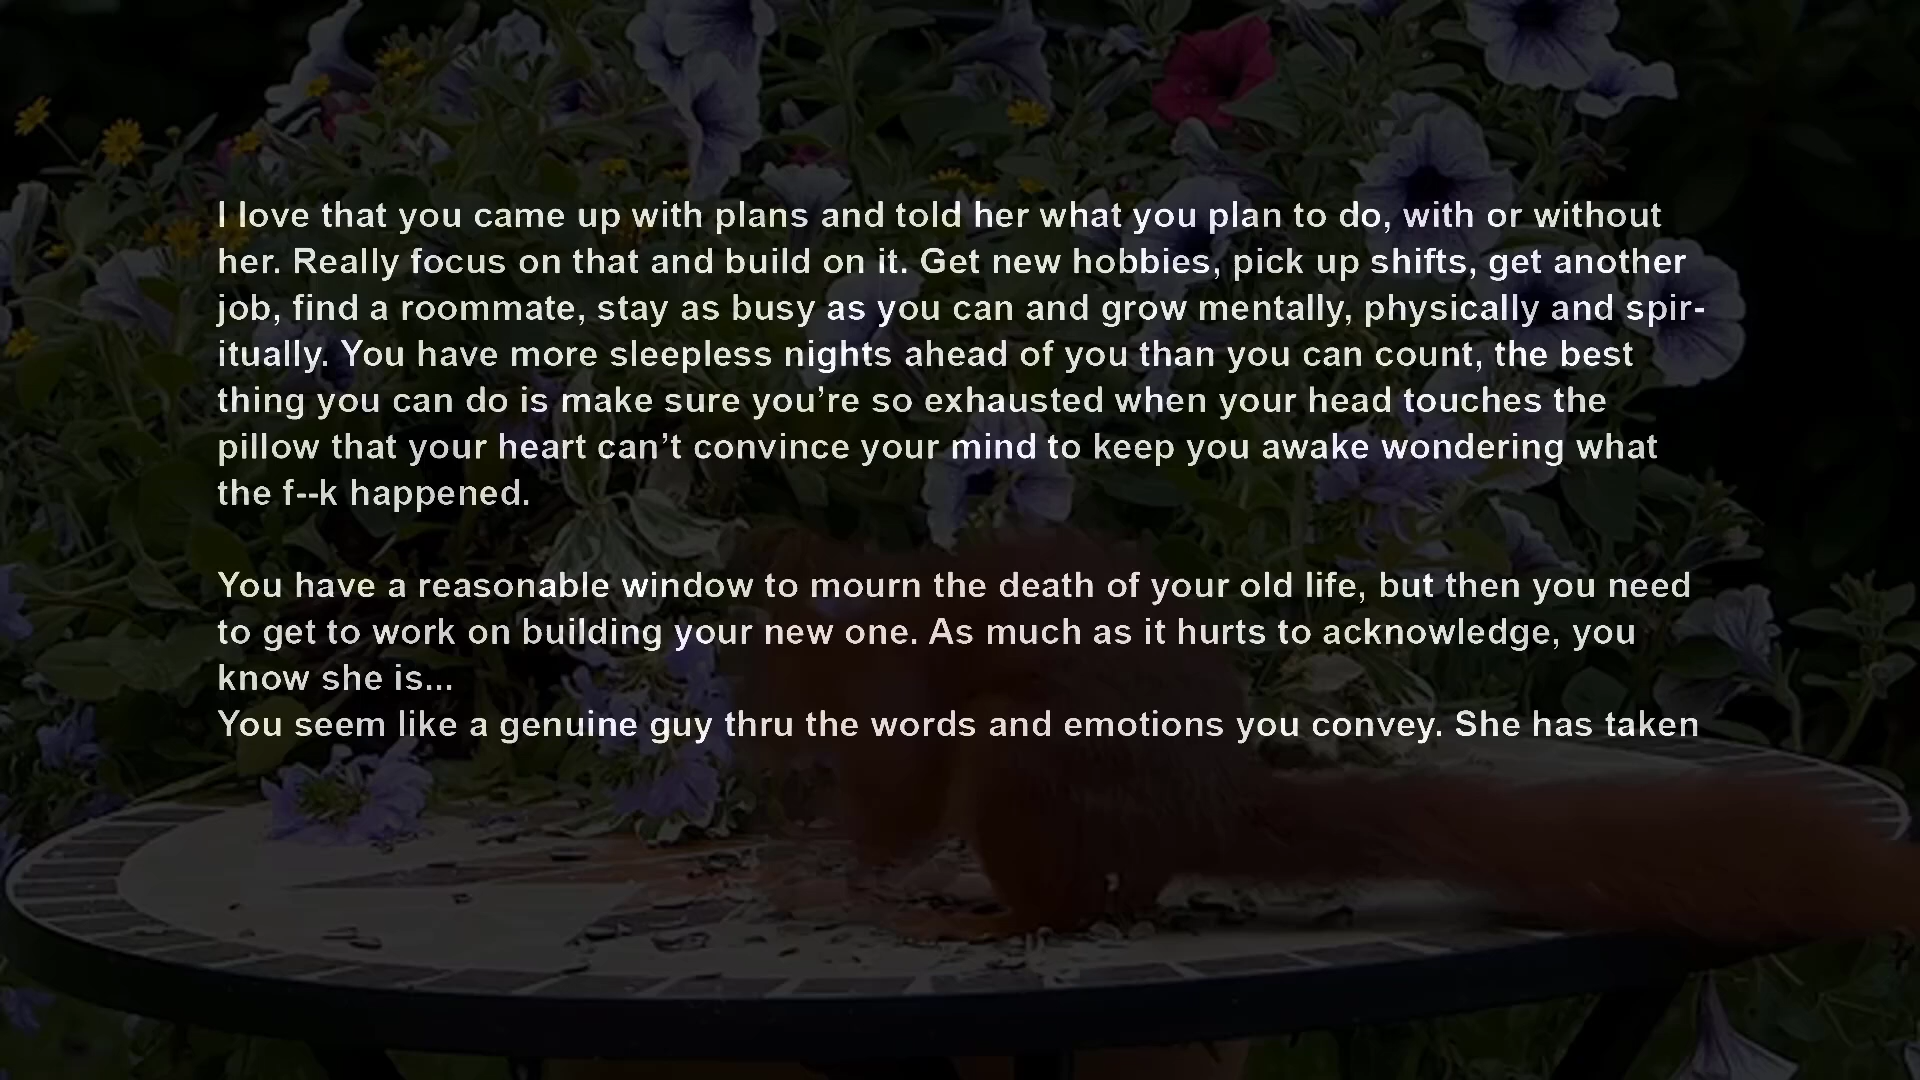 I love that you came up with plans and told her what you plan to do, with or without
her. Really focus on that and build on it. Get new hobbies, pick up shifts, get another
job, find a roommate, stay as busy as you can and grow mentally, physically and spir-
itually. You have more sleepless nights ahead of you than you can count, the best
thing you can do is make sure you’re so exhausted when your head touches the
pillow that your heart can’t convince your mind to keep you awake wondering what
the f--k happened.
You have a reasonable window to mourn the death of your old life, but then you need
to get to work on building your new one. As much as it hurts to acknowledge, you
know she is...
You seem like a genuine guy thru the words and emotions you convey. She has taken